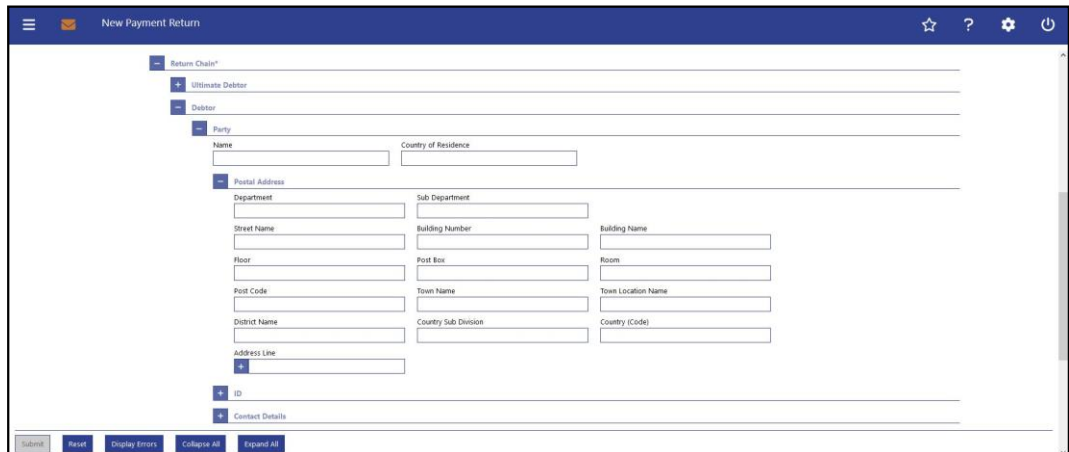 New Payment Return ?
Return Chain*
Ultimate Debtor
Debtor
Party
Name Country of Residence
Postal Address
Department Sub Department
Street Name Building Number Building Name
Floor Post Box Room
Post Code Town Name Town Location Name
District Name Country Sub Division Country (Code)
Address Line
ID
Contact Details
Submit Reset Display Errors Collapse All Expand All